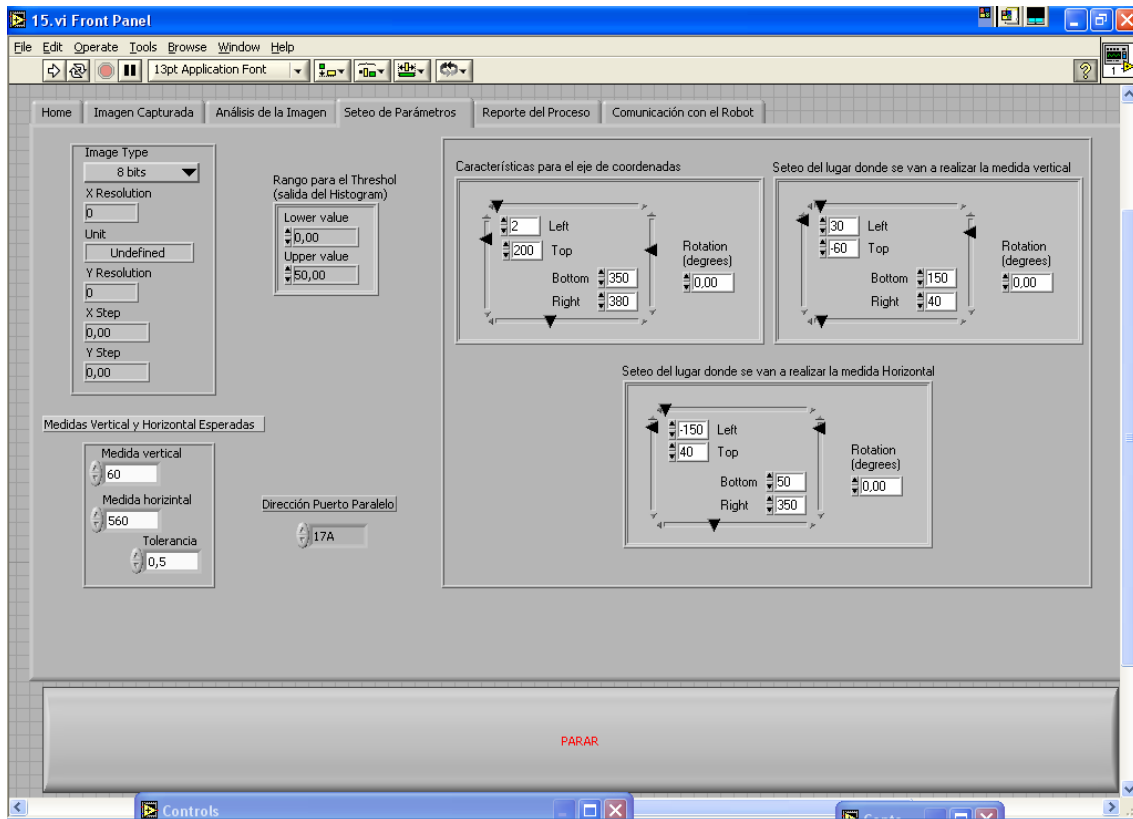 15.vi Front Panel
File Edit Operate Tools Browse Window Help
13pt Application Font
1
Home Imagen Capturada Análisis de la Imagen Seteo de Parámetros Reporte del Proceso Comunicación con el Robot
Image Type
8 bits
X Resolution
0
Unit
Undefined
Y Resolution
0
X Step
0,00
Y Step
0,00
Rango para el Threshol
(salida del Histogram)
Lower value
0,00
Upper value
50,00
Medidas Vertical y Horizontal Esperadas
Medida vertical
60
Medida horizintal
560
Tolerancia
0,5
Dirección Puerto Paralelo
17A
Características para el eje de coordenadas
2 Left
200 Top
Bottom 350
Right 380
Rotation
(degrees)
0,00
Seteo del lugar donde se van a realizar la medida vertical
30 Left
-60 Top
Bottom 150
Right 40
Rotation
(degrees)
0,00
Seteo del lugar donde se van a realizar la medida Horizontal
-150 Left
40 Top
Bottom 50
Right 350
Rotation
(degrees)
0,00
PARAR
Controls